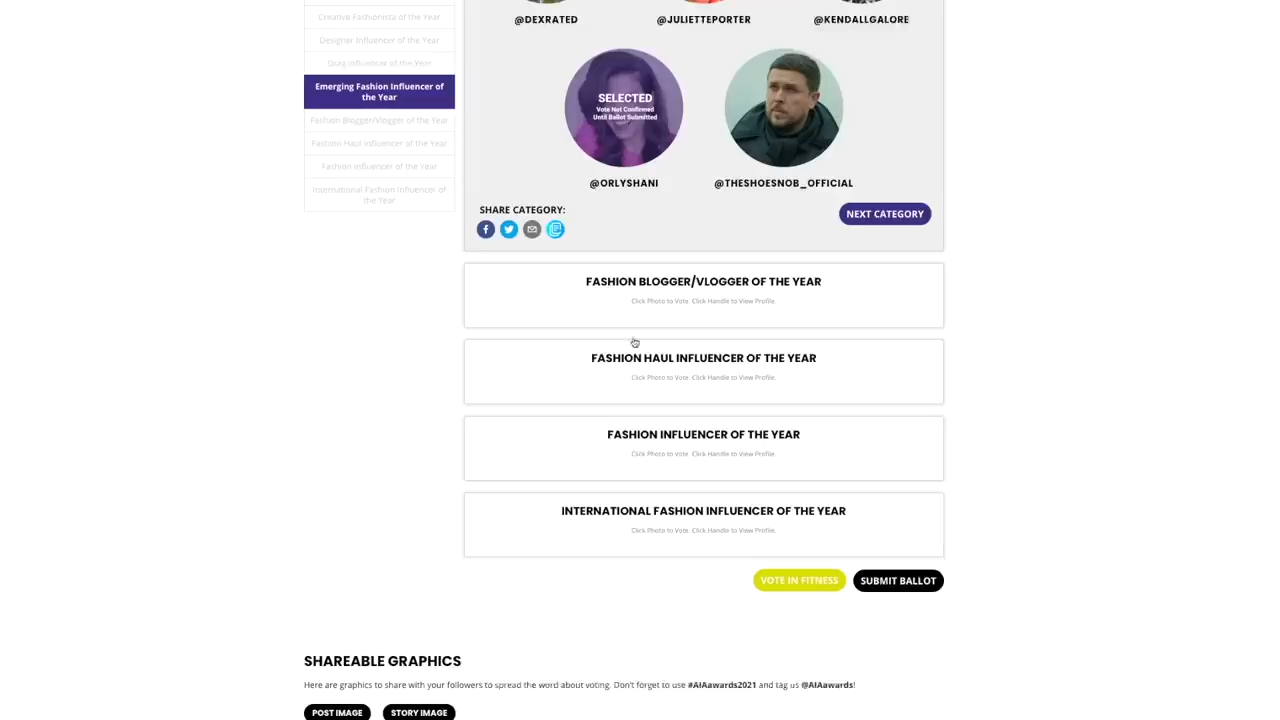 Creative Fashionista of the Year
Designer Influencer of the Year
Drag Influencer of the Year
Emerging Fashion Influencer of
the Year
Fashion Blogger/Vlogger of the Year
Fashion Haul Influencer of the Year
Fashion Influencer of the Year
International Fashion Influencer of
the Year
@DEXRATED @JULIETTEPORTER @KENDALLGALORE
SELECTED
Vote Not Confirmed
Until Ballot Submitted
@ORLYSHANI @THESHOESNOB_OFFICIAL
SHARE CATEGORY:
NEXT CATEGORY
FASHION BLOGGER/VLOGGER OF THE YEAR
Click Photo to Vote. Click Handle to View Profile.
FASHION HAUL INFLUENCER OF THE YEAR
Click Photo to Vote. Click Handle to View Profile.
FASHION INFLUENCER OF THE YEAR
Click Photo to Vote. Click Handle to View Profile.
INTERNATIONAL FASHION INFLUENCER OF THE YEAR
Click Photo to Vote. Click Handle to View Profile.
VOTE IN FITNESS SUBMIT BALLOT
SHAREABLE GRAPHICS
Here are graphics to share with your followers to spread the word about voting. Don't forget to use #AIAawards2021 and tag us @AIAawards!
POST IMAGE STORY IMAGE